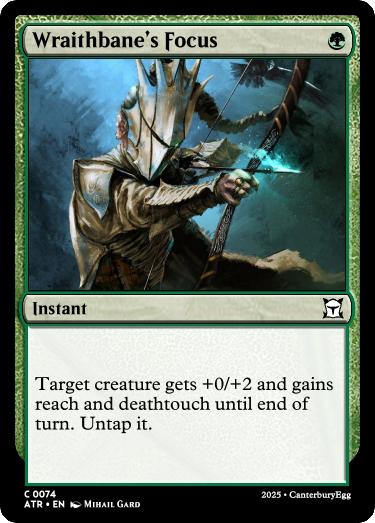 Wraithbane's Focus
Instant
Target creature gets +0/+2 and gains
reach and deathtouch until end of
turn. Untap it.
C 0074
ATR • EN Mihail Gard
2025 • CanterburyEgg